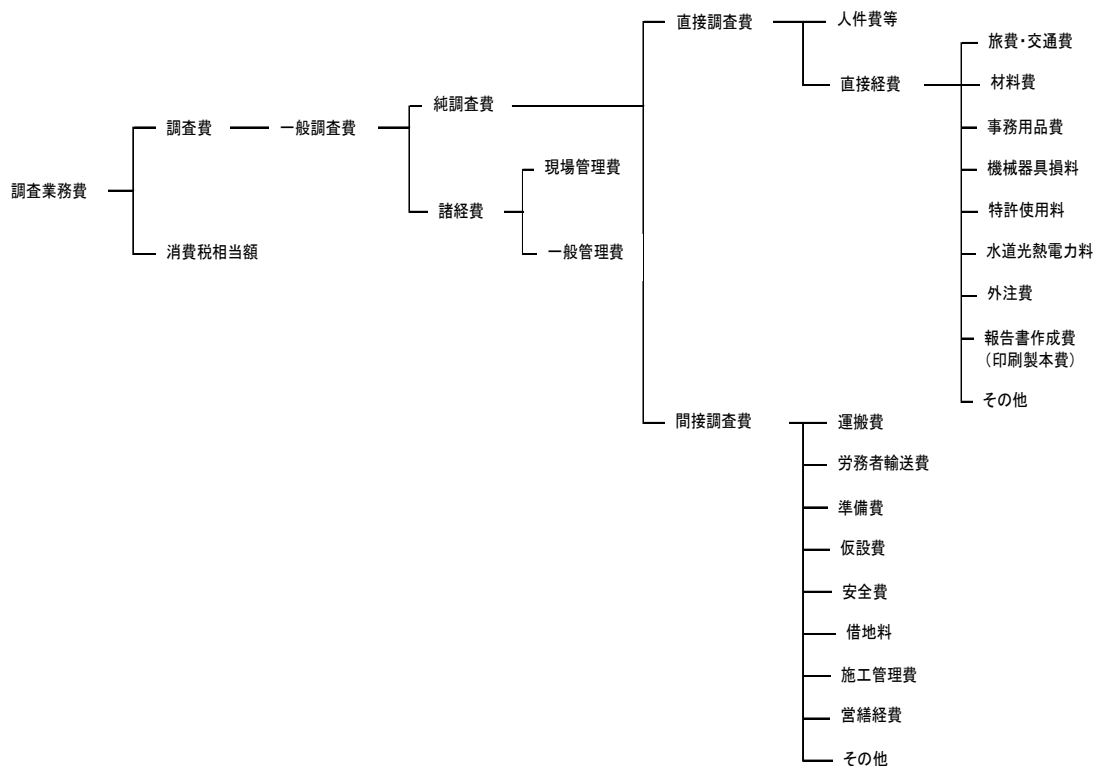 調査業務費
調査費
消費税相当額
一般調査費
純調査費
諸経費
現場管理費
一般管理費
直接調査費
人件費等
直接経費
旅費・交通費
材料費
事務用品費
機械器具損料
特許使用料
水道光熱電力料
外注費
報告書作成費
(印刷製本費)
その他
間接調査費
運搬費
労務者輸送費
準備費
仮設費
安全費
借地料
施工管理費
営繕経費
その他